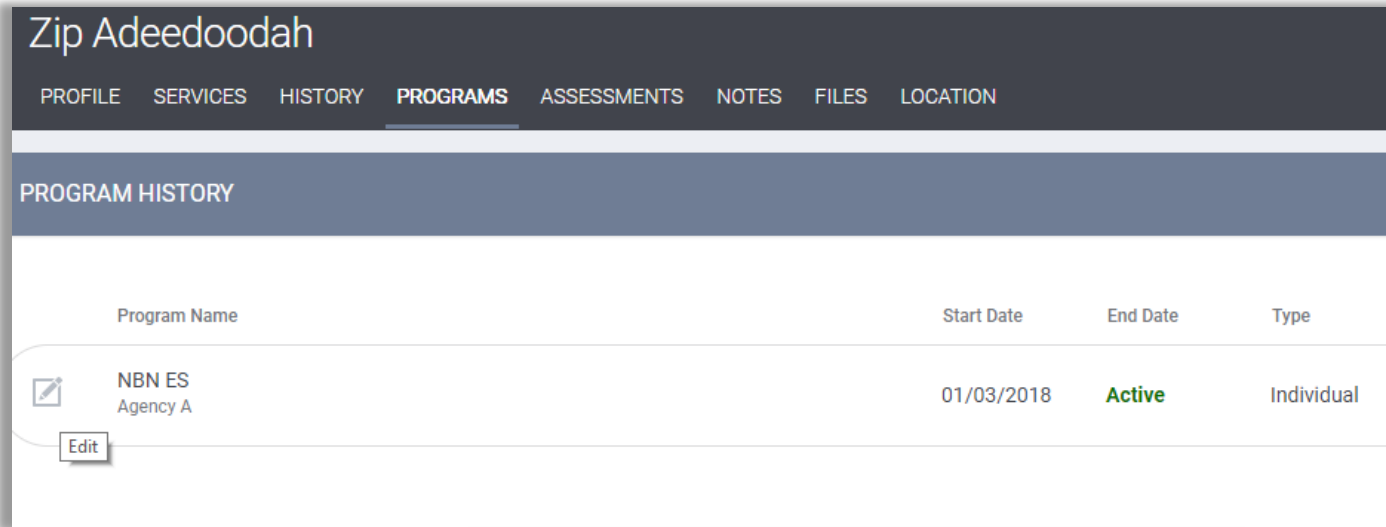 Zip Adeedoodah
PROFILE SERVICES HISTORY PROGRAMS ASSESSMENTS NOTES FILES LOCATION
PROGRAM HISTORY
Program Name Start Date End Date Type
NBN ES 01/03/2018 Active Individual
Agency A
Edit